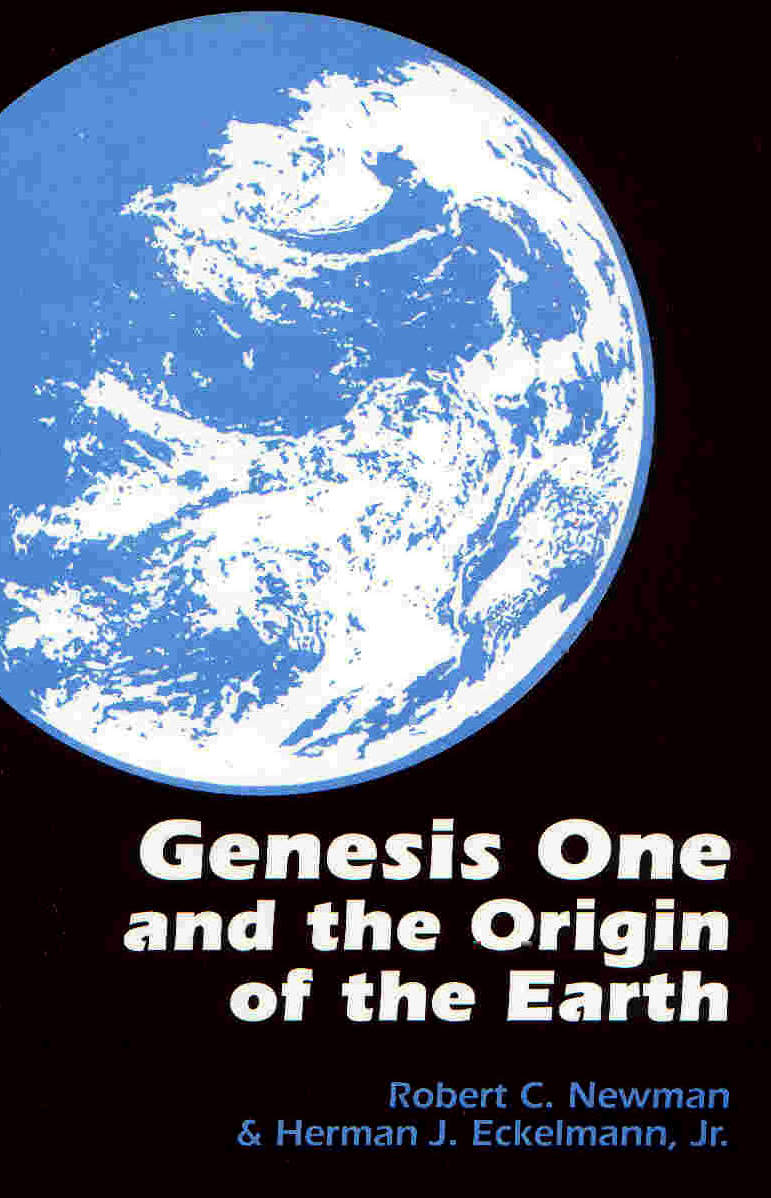 Genesis One
and the Origin
of the Earth
Robert C. Newman
& Herman J. Eckelmann, Jr.